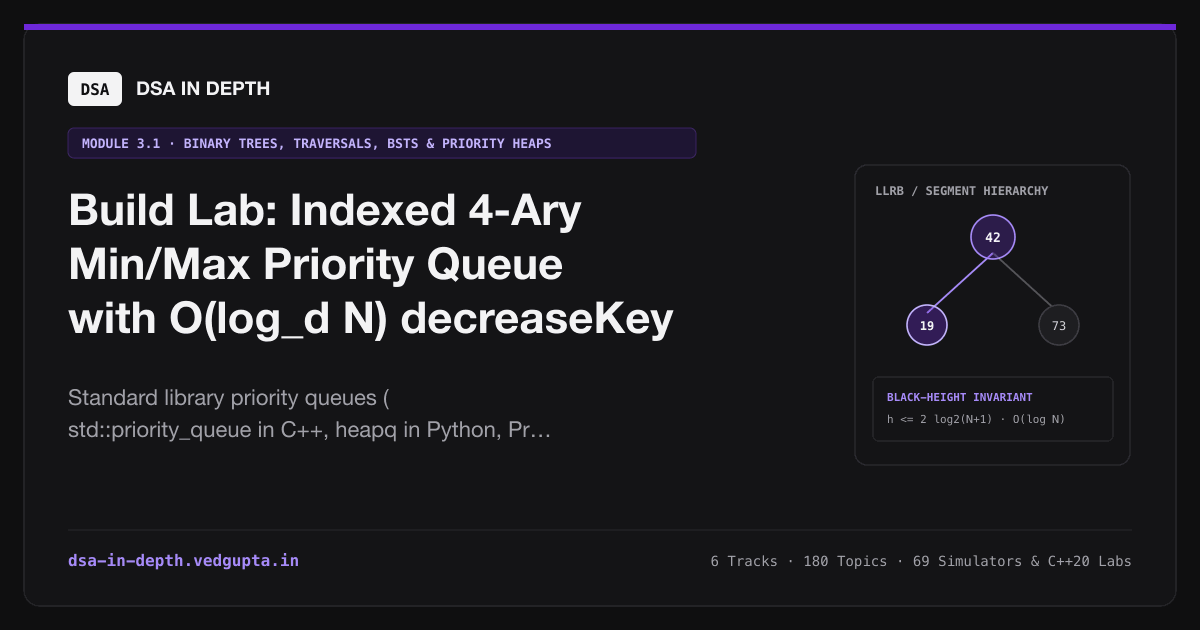 DSA
DSA IN DEPTH
MODULE 3.1 · BINARY TREES, TRAVERSALS, BSTS & PRIORITY HEAPS
Build Lab: Indexed 4-Ary
Min/Max Priority Queue
with O(log_d N) decreaseKey
Standard library priority queues (
std::priority_queue in C++, heapq in Python, Pr…
LLRB / SEGMENT HIERARCHY
42
19
73
BLACK-HEIGHT INVARIANT
h <= 2 log2(N+1) · O(log N)
dsa-in-depth.vedgupta.in
6 Tracks · 180 Topics · 69 Simulators & C++20 Labs